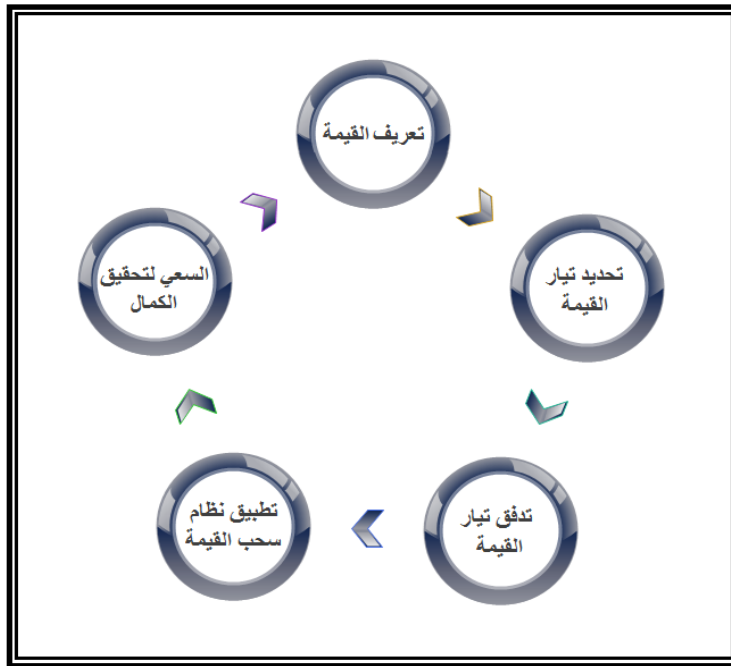 تعريف القيمة
تحديد تيار
القيمة
تدفق تيار
القيمة
تطبيق نظام
سحب القيمة
السعي لتحقيق
الكمال